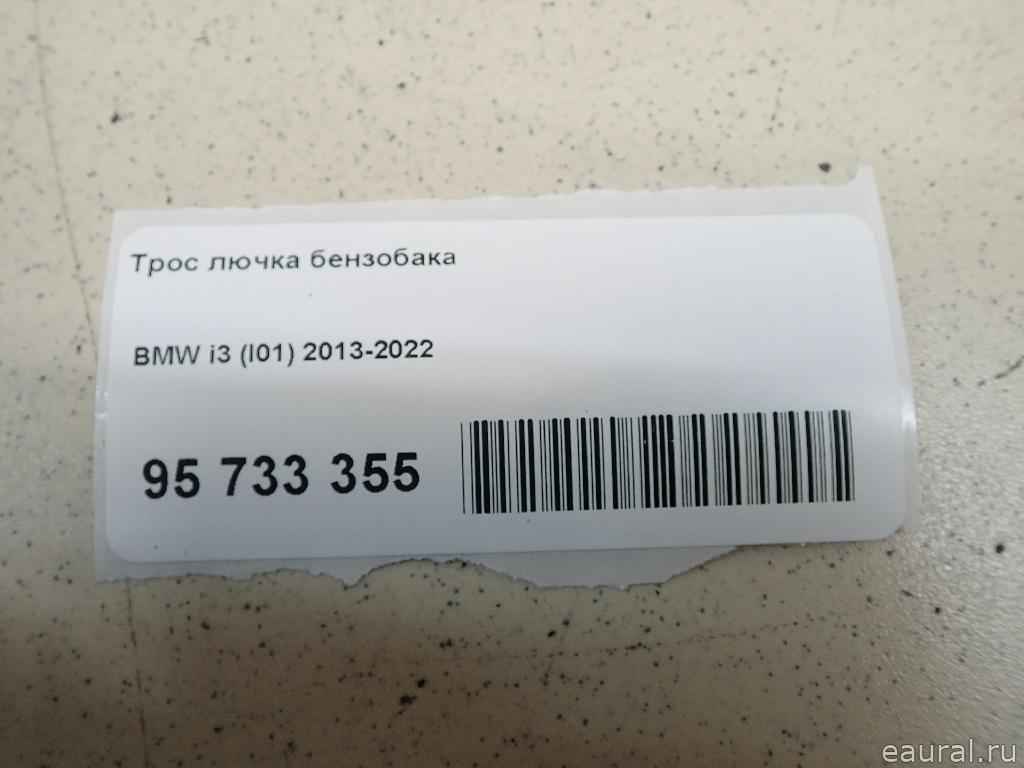 Трос лючка бензобака
BMW i3 (I01) 2013-2022
95 733 355
eaural.ru